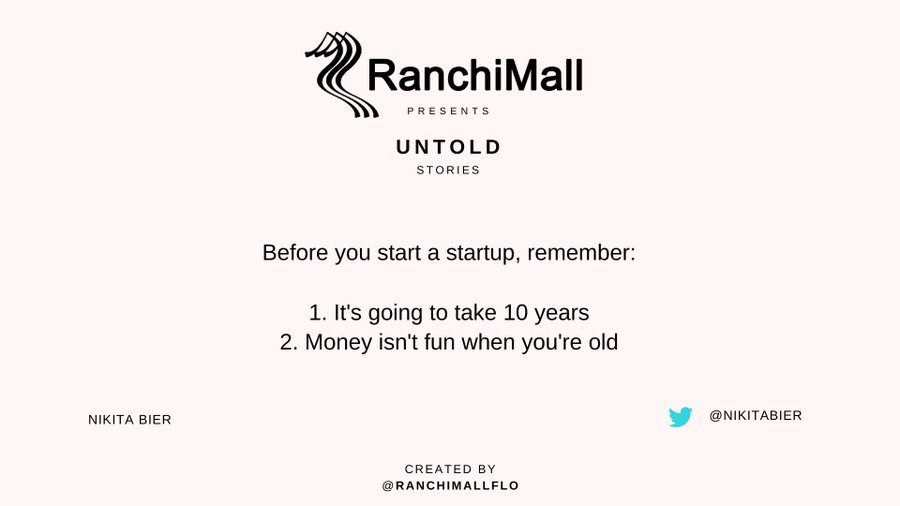 RanchiMall
PRESENTS
UNTOLD
STORIES
Before you start a startup, remember:
1. It's going to take 10 years
2. Money isn't fun when you're old
NIKITA BIER
@NIKITABIER
CREATED BY
@RANCHIMALLFLO